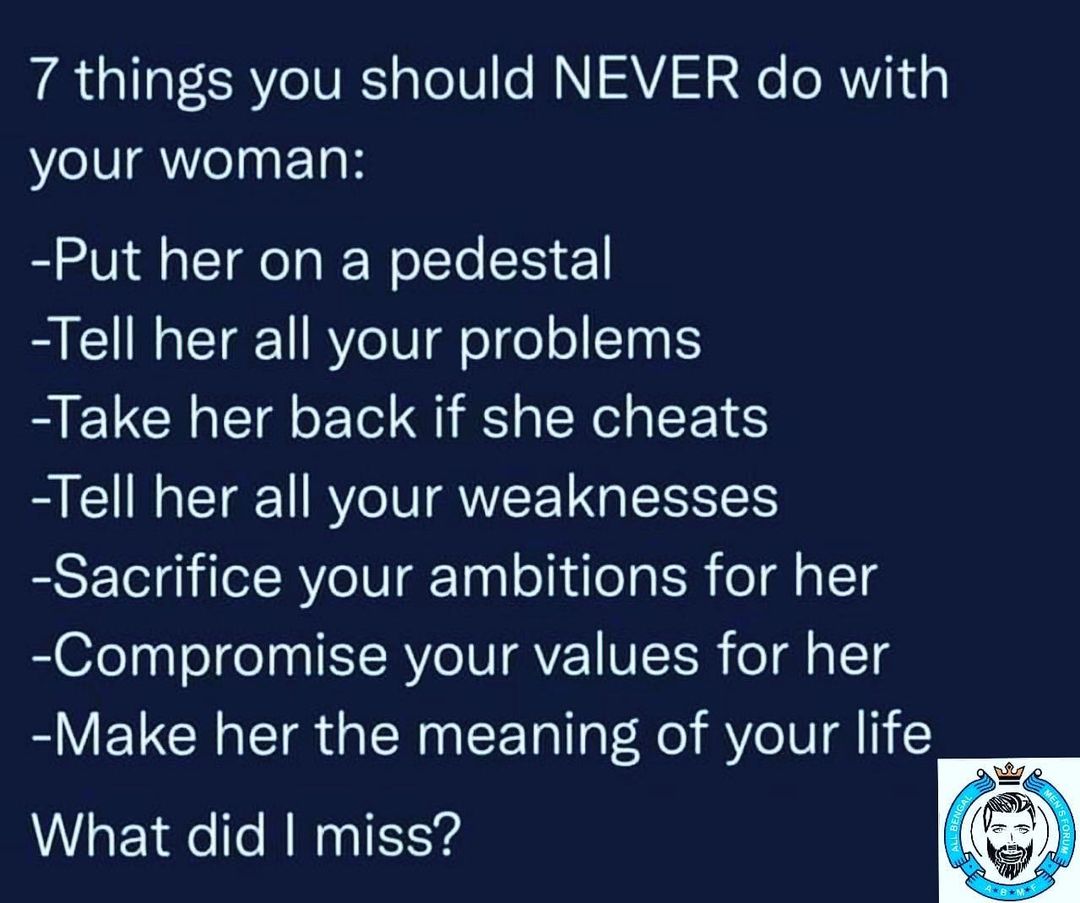 7 things you should NEVER do with
your woman:
-Put her on a pedestal
-Tell her all your problems
-Take her back if she cheats
-Tell her all your weaknesses
-Sacrifice your ambitions for her
-Compromise your values for her
-Make her the meaning of your life
What did I miss?
ALL BENGAL MEN'S FORUM
A★B★M★F